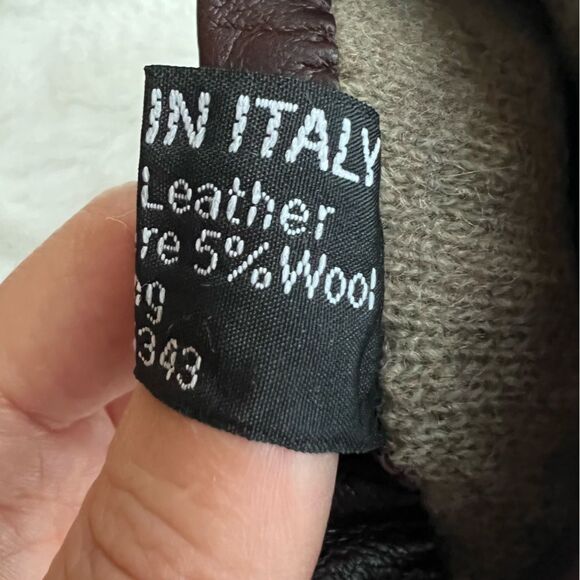 IN ITALY
Leather
re 5% Wool
343